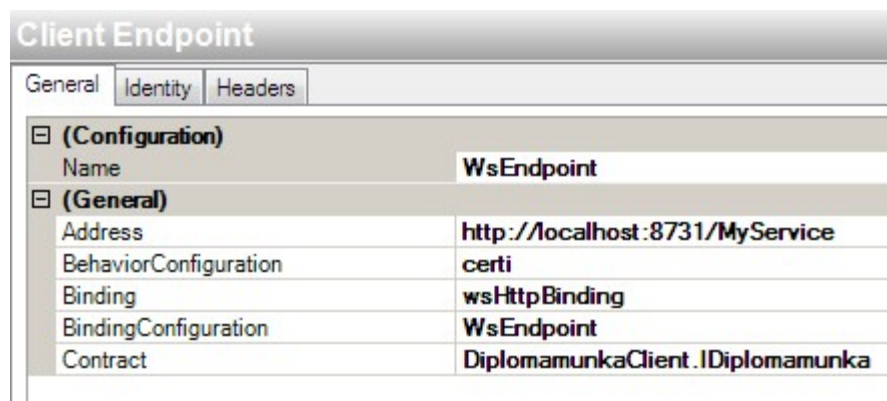 Client Endpoint
General Identity Headers
(Configuration)
Name WsEndpoint
(General)
Address http://localhost:8731/MyService
BehaviorConfiguration certi
Binding wsHttpBinding
BindingConfiguration WsEndpoint
Contract DiplomamunkaClient.IDiplomamunka